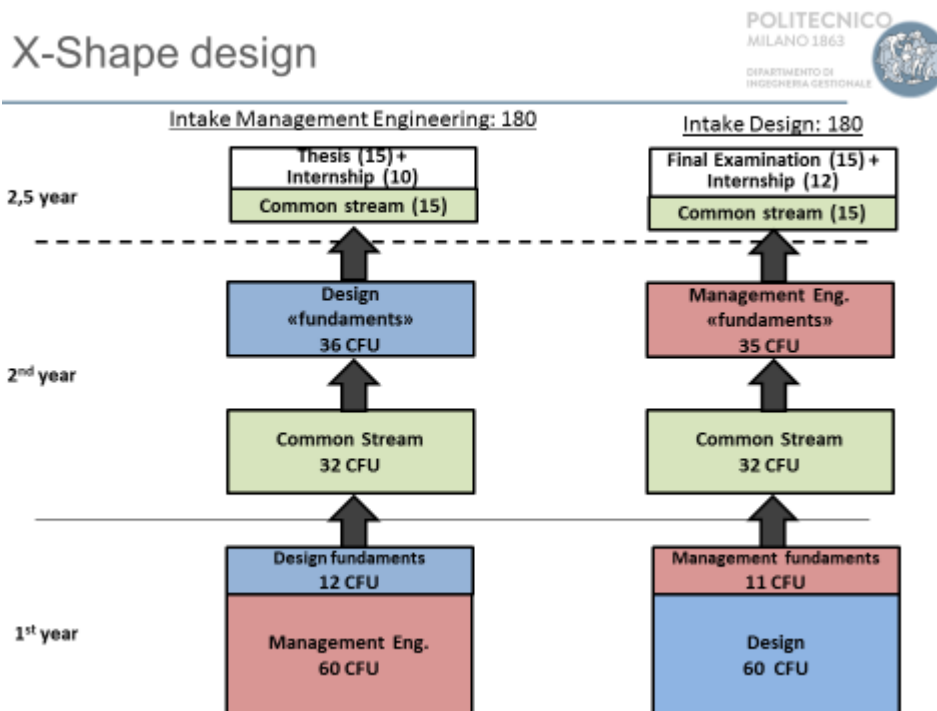 POLITECNICO
MILANO 1863
DIPARTIMENTO DI
INGEGNERIA GESTIONALE
X-Shape design
Intake Management Engineering: 180
Intake Design: 180
2,5 year
Thesis (15) +
Internship (10)
Common stream (15)
Final Examination (15) +
Internship (12)
Common stream (15)
2nd year
Design
«fundaments»
36 CFU
Management Eng.
«fundaments»
35 CFU
Common Stream
32 CFU
Common Stream
32 CFU
1st year
Design fundaments
12 CFU
Management Eng.
60 CFU
Management fundaments
11 CFU
Design
60 CFU